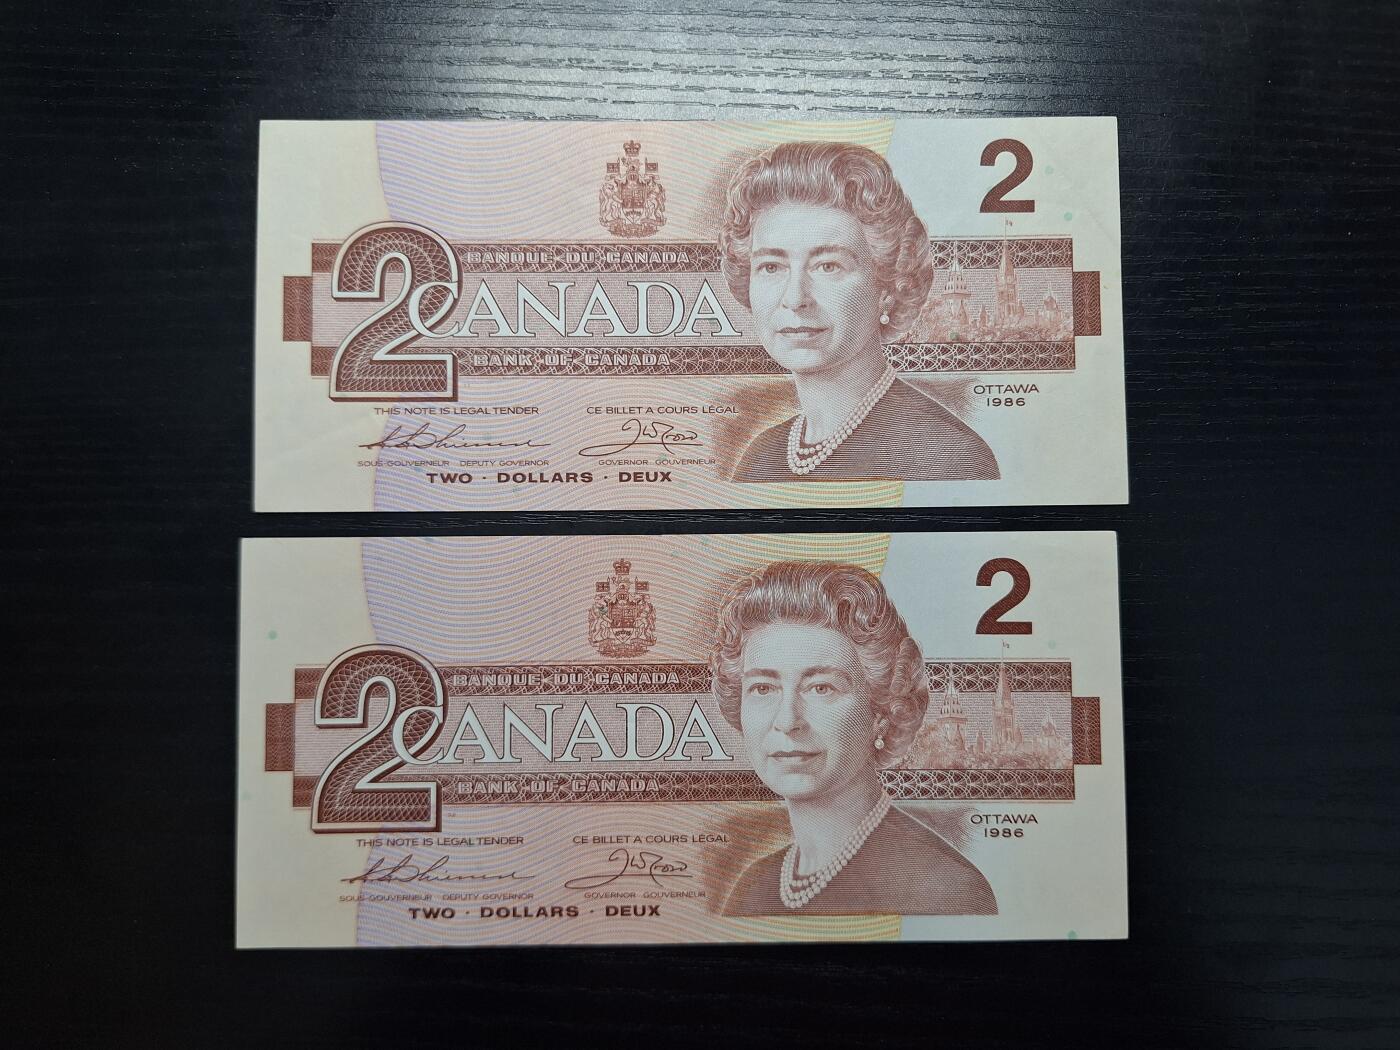 2
BANQUE DU CANADA
2 CANADA
BANK OF CANADA
OTTAWA
1986
THIS NOTE IS LEGAL TENDER CE BILLET A COURS LÉGAL
SOUS-GOUVERNEUR DEPUTY GOVERNOR GOVERNOR GOUVERNEUR
TWO · DOLLARS · DEUX
2
BANQUE DU CANADA
2 CANADA
BANK OF CANADA
OTTAWA
1986
THIS NOTE IS LEGAL TENDER CE BILLET A COURS LÉGAL
SOUS-GOUVERNEUR DEPUTY GOVERNOR GOVERNOR GOUVERNEUR
TWO · DOLLARS · DEUX